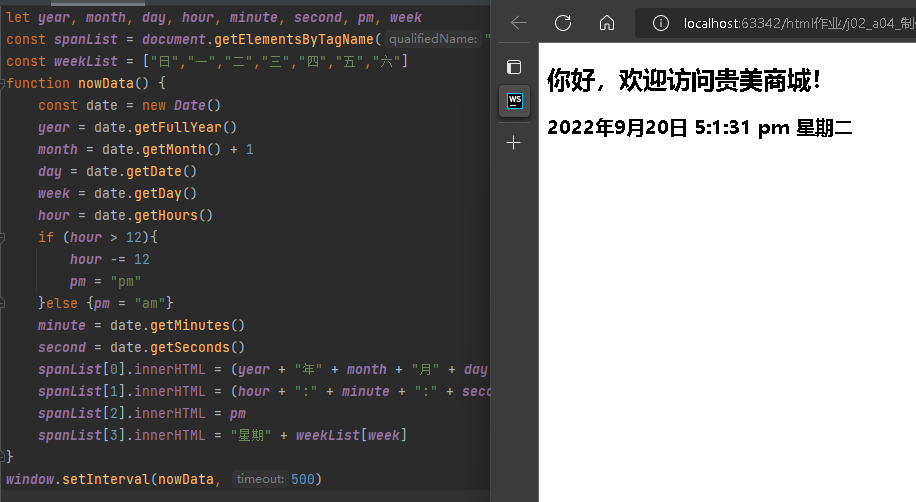 let year, month, day, hour, minute, second, pm, week
const spanList = document.getElementsByTagName( qualifiedName: "
const weekList = ["日","一","二","三","四","五","六"]
function nowData() {
const date = new Date()
year = date.getFullYear()
month = date.getMonth() + 1
day = date.getDate()
week = date.getDay()
hour = date.getHours()
if (hour > 12){
hour -= 12
pm = "pm"
}else {pm = "am"}
minute = date.getMinutes()
second = date.getSeconds()
spanList[0].innerHTML = (year + "年" + month + "月" + day
spanList[1].innerHTML = (hour + ":" + minute + ":" + seco
spanList[2].innerHTML = pm
spanList[3].innerHTML = "星期" + weekList[week]
}
window.setInterval(nowData, timeout: 500)
localhost:63342/html作业/j02_a04_制
WS
你好，欢迎访问贵美商城！
2022年9月20日 5:1:31 pm 星期二